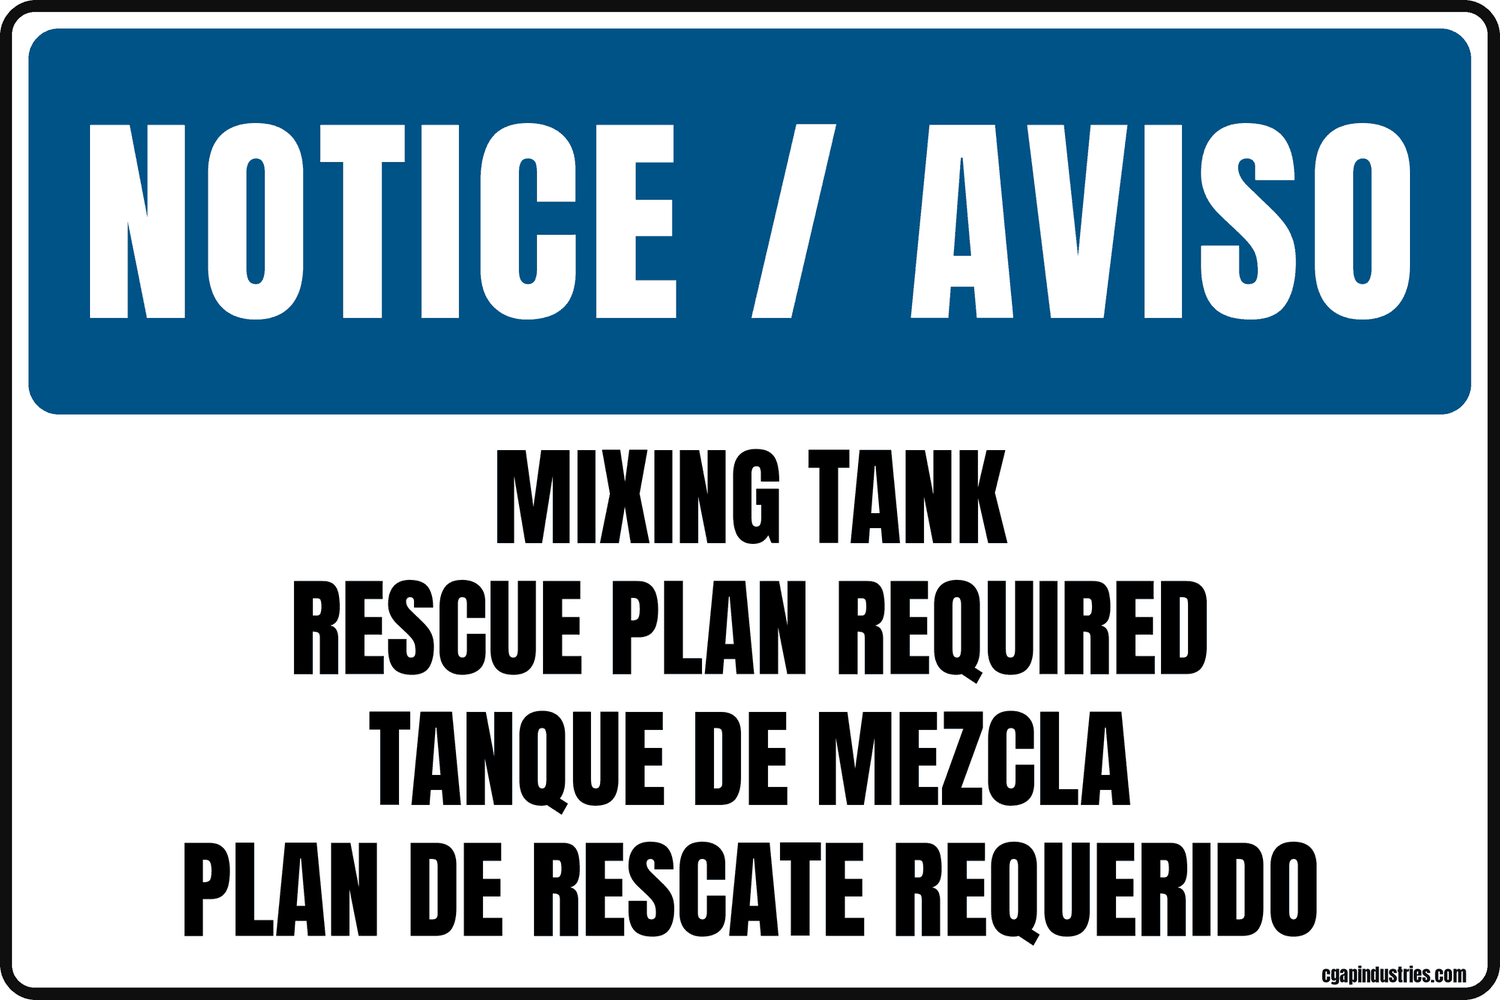 NOTICE / AVISO
MIXING TANK
RESCUE PLAN REQUIRED
TANQUE DE MEZCLA
PLAN DE RESCATE REQUERIDO
cgapindustries.com